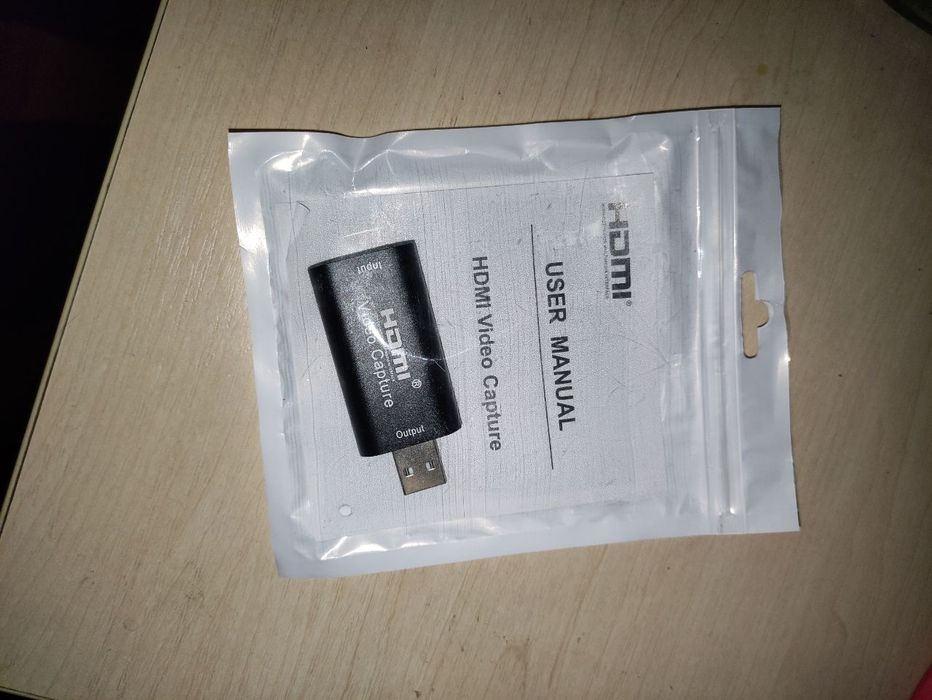 HDMI®
USER MANUAL
HDMI Video Capture
Input
HDMI®
Video Capture
Output